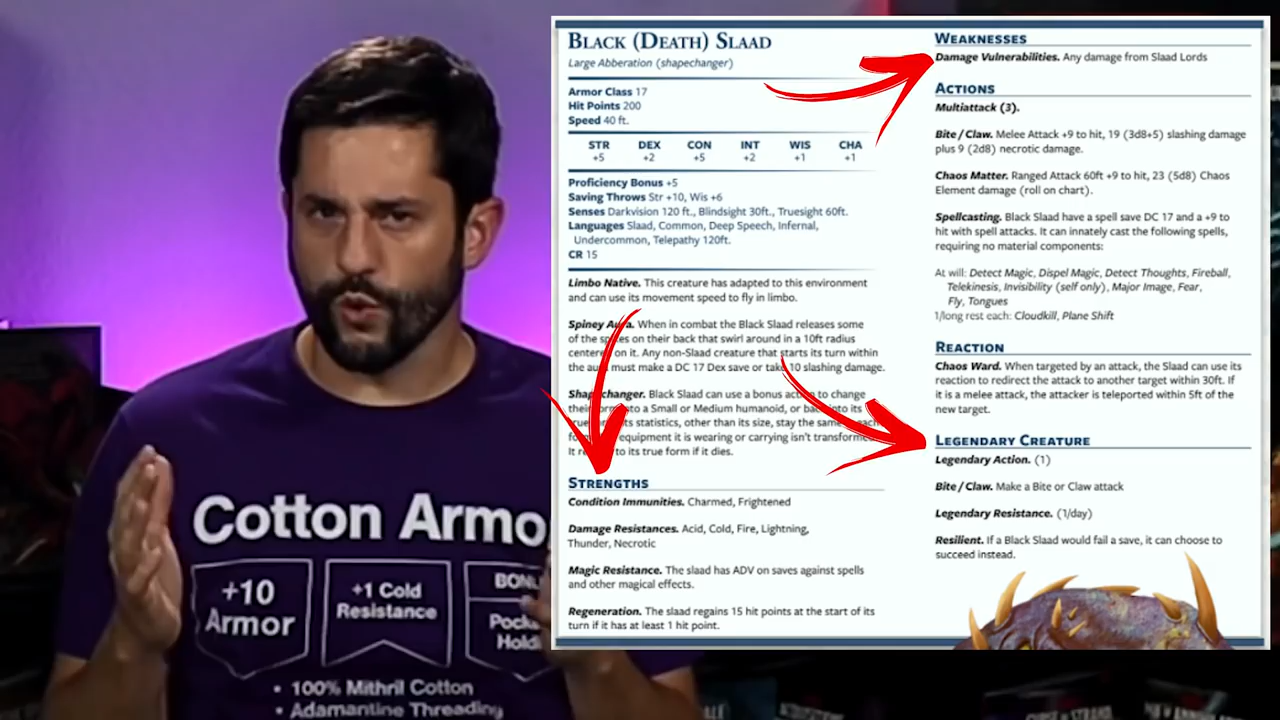 Cotton Armo
+10
Armor
+1 Cold
Resistance
BONU
Pock
Holdi
• 100% Mithril Cotton
• Adamantine Threading
BLACK (DEATH) SLAAD
Large Abberation (shapechanger)
Armor Class 17
Hit Points 200
Speed 40 ft.
STR DEX CON INT WIS CHA
+5 +2 +5 +2 +1 +1
Proficiency Bonus +5
Saving Throws Str +10, Wis +6
Senses Darkvision 120 ft., Blindsight 30ft., Truesight 60ft.
Languages Slaad, Common, Deep Speech, Infernal,
Undercommon, Telepathy 120ft.
CR 15
Limbo Native. This creature has adapted to this environment
and can use its movement speed to fly in limbo.
Spiney Aura. When in combat the Black Slaad releases some
of the spikes on their back that swirl around in a 10ft radius
centered on it. Any non-Slaad creature that starts its turn within
the aura must make a DC 17 Dex save or take 10 slashing damage.
Shapechanger. Black Slaad can use a bonus action to change
their form into a Small or Medium humanoid, or back into its
true form. Its statistics, other than its size, stay the same in each
form. equipment it is wearing or carrying isn't transformed.
It reverts to its true form if it dies.
STRENGTHS
Condition Immunities. Charmed, Frightened
Damage Resistances. Acid, Cold, Fire, Lightning,
Thunder, Necrotic
Magic Resistance. The slaad has ADV on saves against spells
and other magical effects.
Regeneration. The slaad regains 15 hit points at the start of its
turn if it has at least 1 hit point.
WEAKNESSES
Damage Vulnerabilities. Any damage from Slaad Lords
ACTIONS
Multiattack (3).
Bite / Claw. Melee Attack +9 to hit, 19 (3d8+5) slashing damage
plus 9 (2d8) necrotic damage.
Chaos Matter. Ranged Attack 60ft +9 to hit, 23 (5d8) Chaos
Element damage (roll on chart).
Spellcasting. Black Slaad have a spell save DC 17 and a +9 to
hit with spell attacks. It can innately cast the following spells,
requiring no material components:
At will: Detect Magic, Dispel Magic, Detect Thoughts, Fireball,
Telekinesis, Invisibility (self only), Major Image, Fear,
Fly, Tongues
1/long rest each: Cloudkill, Plane Shift
REACTION
Chaos Ward. When targeted by an attack, the Slaad can use its
reaction to redirect the attack to another target within 30ft. If
it is a melee attack, the attacker is teleported within 5ft of the
new target.
LEGENDARY CREATURE
Legendary Action. (1)
Bite / Claw. Make a Bite or Claw attack
Legendary Resistance. (1/day)
Resilient. If a Black Slaad would fail a save, it can choose to
succeed instead.